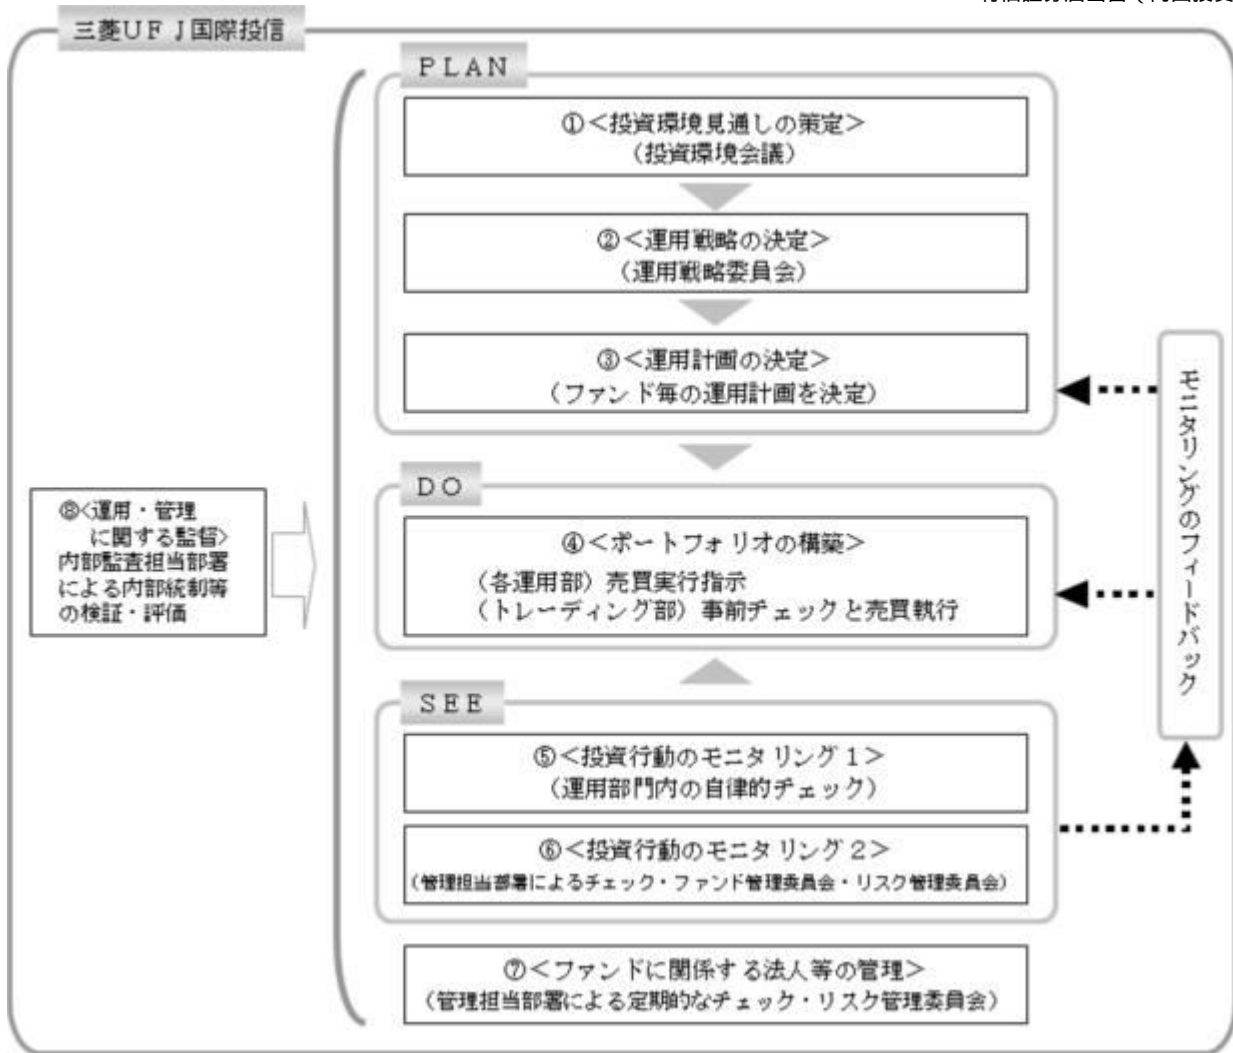 三菱UFJ国際投信
PLAN
①<投資環境見通しの策定>
(投資環境会議)
②<運用戦略の決定>
(運用戦略委員会)
③<運用計画の決定>
(ファンド毎の運用計画を決定)
DO
④<ポートフォリオの構築>
(各運用部)売買実行指示
(トレーディング部)事前チェックと売買執行
SEE
⑤<投資行動のモニタリング1>
(運用部門内の自律的チェック)
⑥<投資行動のモニタリング2>
(管理担当部署によるチェック・ファンド管理委員会・リスク管理委員会)
⑦<ファンドに関係する法人等の管理>
(管理担当部署による定期的なチェック・リスク管理委員会)
⑧<運用・管理
に関する監督>
内部監査担当部署
による内部統制等
の検証・評価
モニタリングのフィードバック